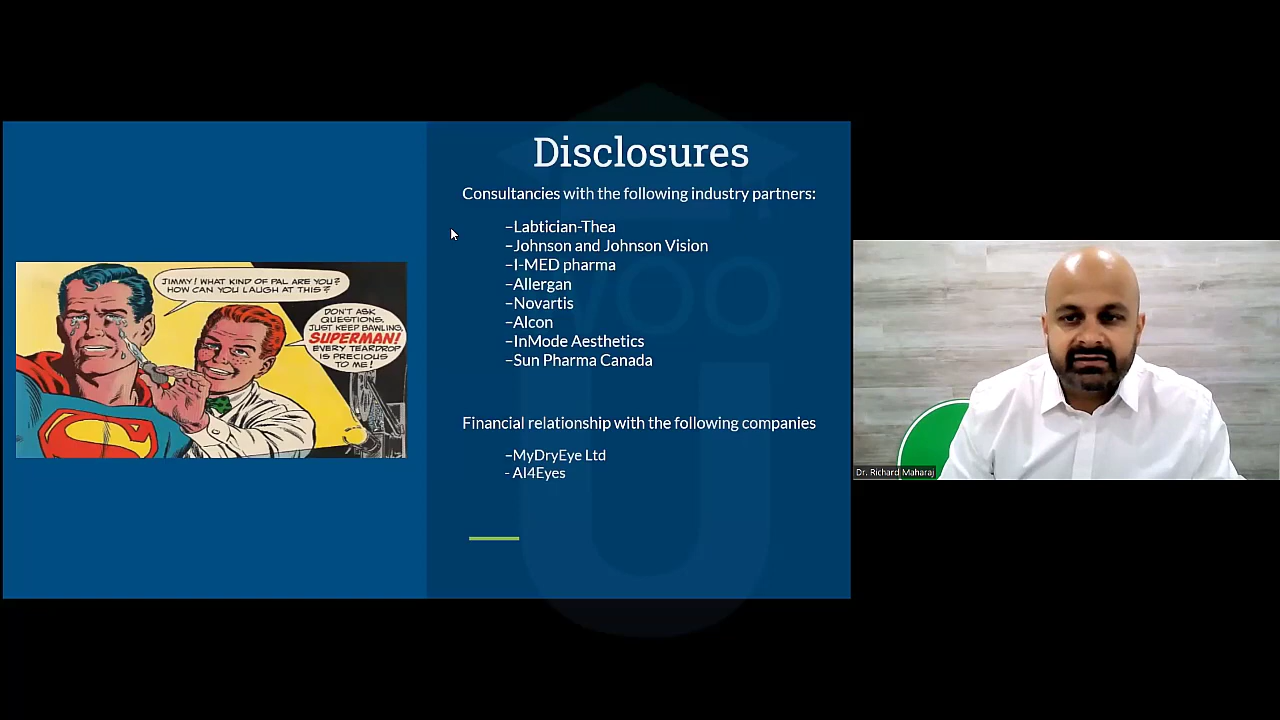 Disclosures
Consultancies with the following industry partners:
–Labtician-Thea
–Johnson and Johnson Vision
–I-MED pharma
–Allergan
–Novartis
–Alcon
–InMode Aesthetics
–Sun Pharma Canada
Financial relationship with the following companies
–MyDryEye Ltd
- AI4Eyes
JIMMY! WHAT KIND OF PAL ARE YOU?
HOW CAN YOU LAUGH AT THIS?
DON'T ASK
QUESTIONS,
JUST KEEP BAWLING,
SUPERMAN!
EVERY TEARDROP
IS PRECIOUS
TO ME!
S
Dr. Richard Maharaj